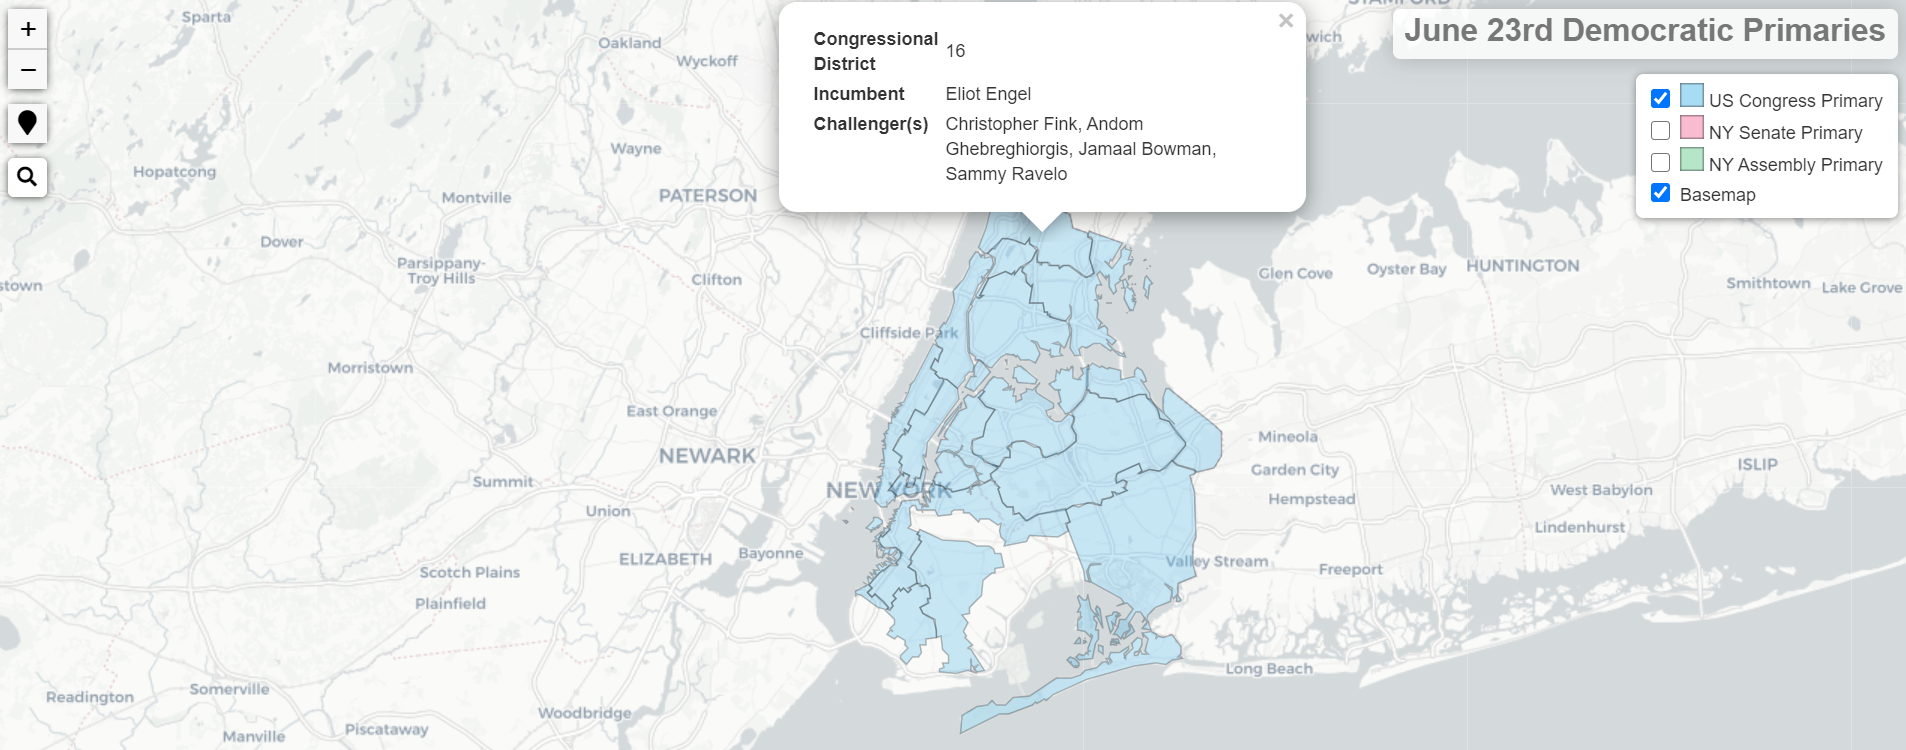 +
−
June 23rd Democratic Primaries
×
Congressional
District
16
Incumbent
Eliot Engel
Challenger(s)
Christopher Fink, Andom
Ghebreghiorgis, Jamaal Bowman,
Sammy Ravelo
US Congress Primary
NY Senate Primary
NY Assembly Primary
Basemap
Sparta
Oakland
Wyckoff
STAMFORD
wich
Wayne
Hopatcong
Montville
PATERSON
Dover
Parsippany-
Troy Hills
Clifton
Glen Cove
Oyster Bay
HUNTINGTON
Smithtown
Lake Grove
stown
Cliffside Park
Morristown
East Orange
NEWARK
Mineola
Garden City
Hempstead
ISLIP
West Babylon
Lindenhurst
Summit
NEW YORK
Union
ELIZABETH
Bayonne
Valley Stream
Freeport
Scotch Plains
Plainfield
Long Beach
Readington
Somerville
Woodbridge
Piscataway
Manville